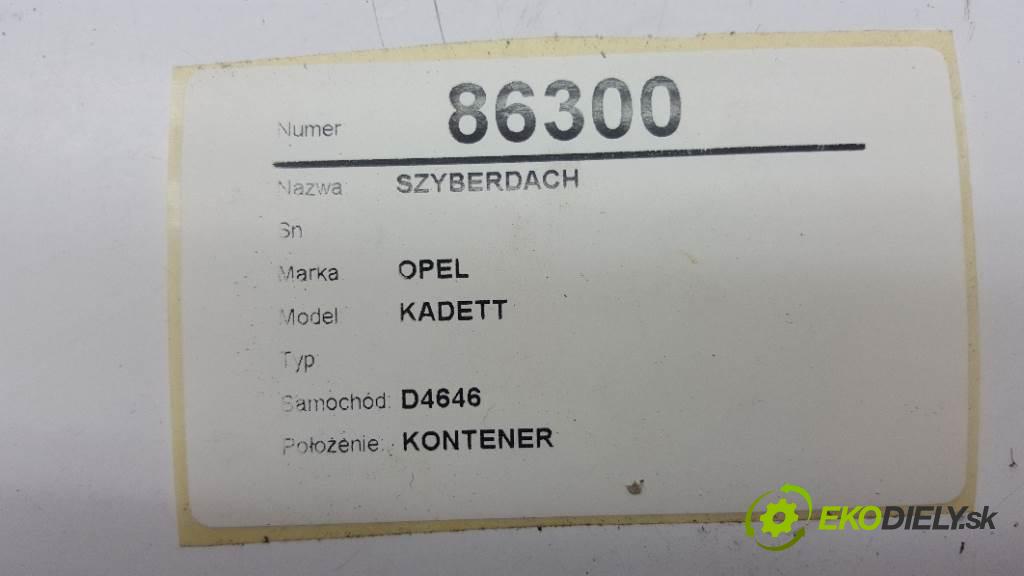 Numer 86300
Nazwa: SZYBERDACH
Sn
Marka OPEL
Model KADETT
Typ
Samochód: D4646
Położenie: KONTENER
EKODIELY.sk